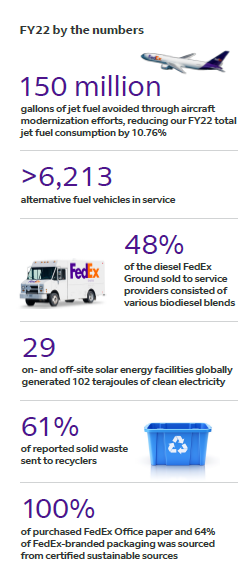 FY22 by the numbers
150 million
gallons of jet fuel avoided through aircraft
modernization efforts, reducing our FY22 total
jet fuel consumption by 10.76%
>6,213
alternative fuel vehicles in service
48%
of the diesel FedEx
Ground sold to service
providers consisted of
various biodiesel blends
FedEx
29
on- and off-site solar energy facilities globally
generated 102 terajoules of clean electricity
61%
of reported solid waste
sent to recyclers
100%
of purchased FedEx Office paper and 64%
of FedEx-branded packaging was sourced
from certified sustainable sources